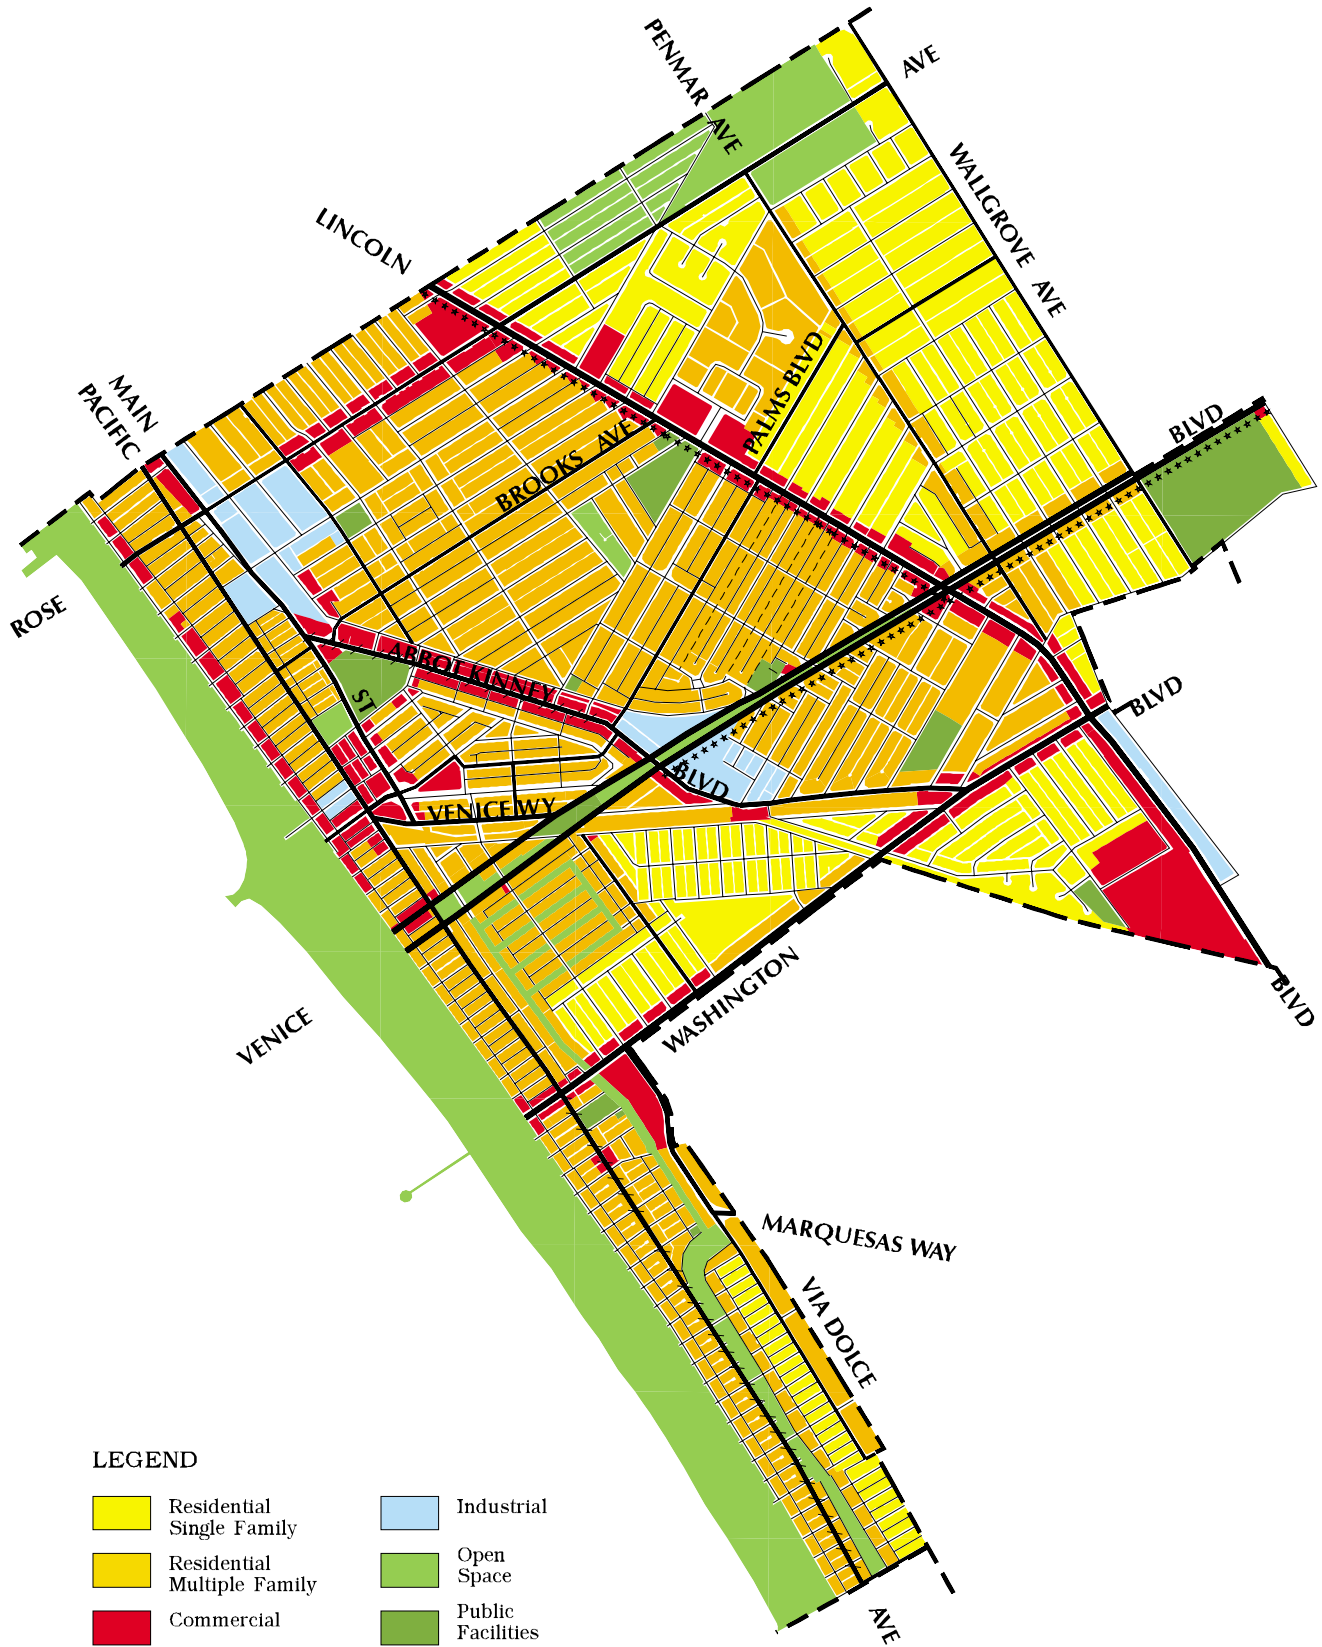 PENMAR AVE
AVE
WALLGROVE AVE
LINCOLN
MAIN
PACIFIC
PALMS BLVD
BLVD
BROOKS AVE
ROSE
ABBOT KINNEY
BLVD
ST
BLVD
VENICE WY
WASHINGTON
BLVD
VENICE
MARQUESAS WAY
VIA DOLCE
AVE
LEGEND
Residential
Single Family
Residential
Multiple Family
Commercial
Industrial
Open
Space
Public
Facilities